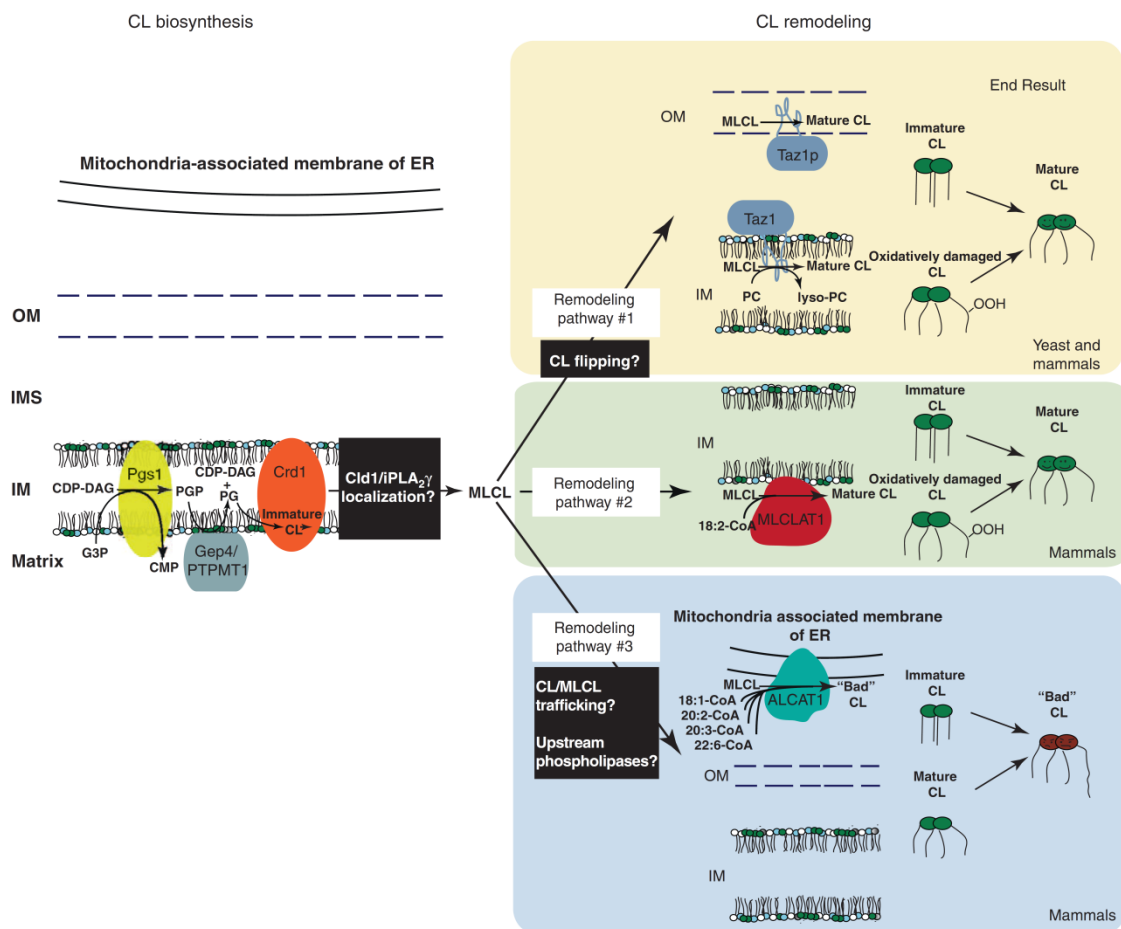 CL biosynthesis
CL remodeling
Mitochondria-associated membrane of ER
OM
IMS
IM
Matrix
Pgs1
CDP-DAG
PGP
G3P
CMP
CDP-DAG
+
PG
Gep4/
PTPMT1
Crd1
Immature
CL
Cld1/iPLA₂γ
localization?
MLCL
Remodeling
pathway #1
CL flipping?
Remodeling
pathway #2
Remodeling
pathway #3
CL/MLCL
trafficking?
Upstream
phospholipases?
End Result
OM
MLCL
Mature CL
Taz1p
Taz1
MLCL
Mature CL
IM
PC
lyso-PC
Immature
CL
Mature
CL
Oxidatively damaged
CL
OOH
Yeast and
mammals
IM
MLCL
Mature CL
18:2-CoA
MLCLAT1
Immature
CL
Mature
CL
Oxidatively damaged
CL
OOH
Mammals
Mitochondria associated membrane
of ER
MLCL
“Bad”
CL
ALCAT1
18:1-CoA
20:2-CoA
20:3-CoA
22:6-CoA
OM
IM
Immature
CL
“Bad”
CL
Mature
CL
Mammals